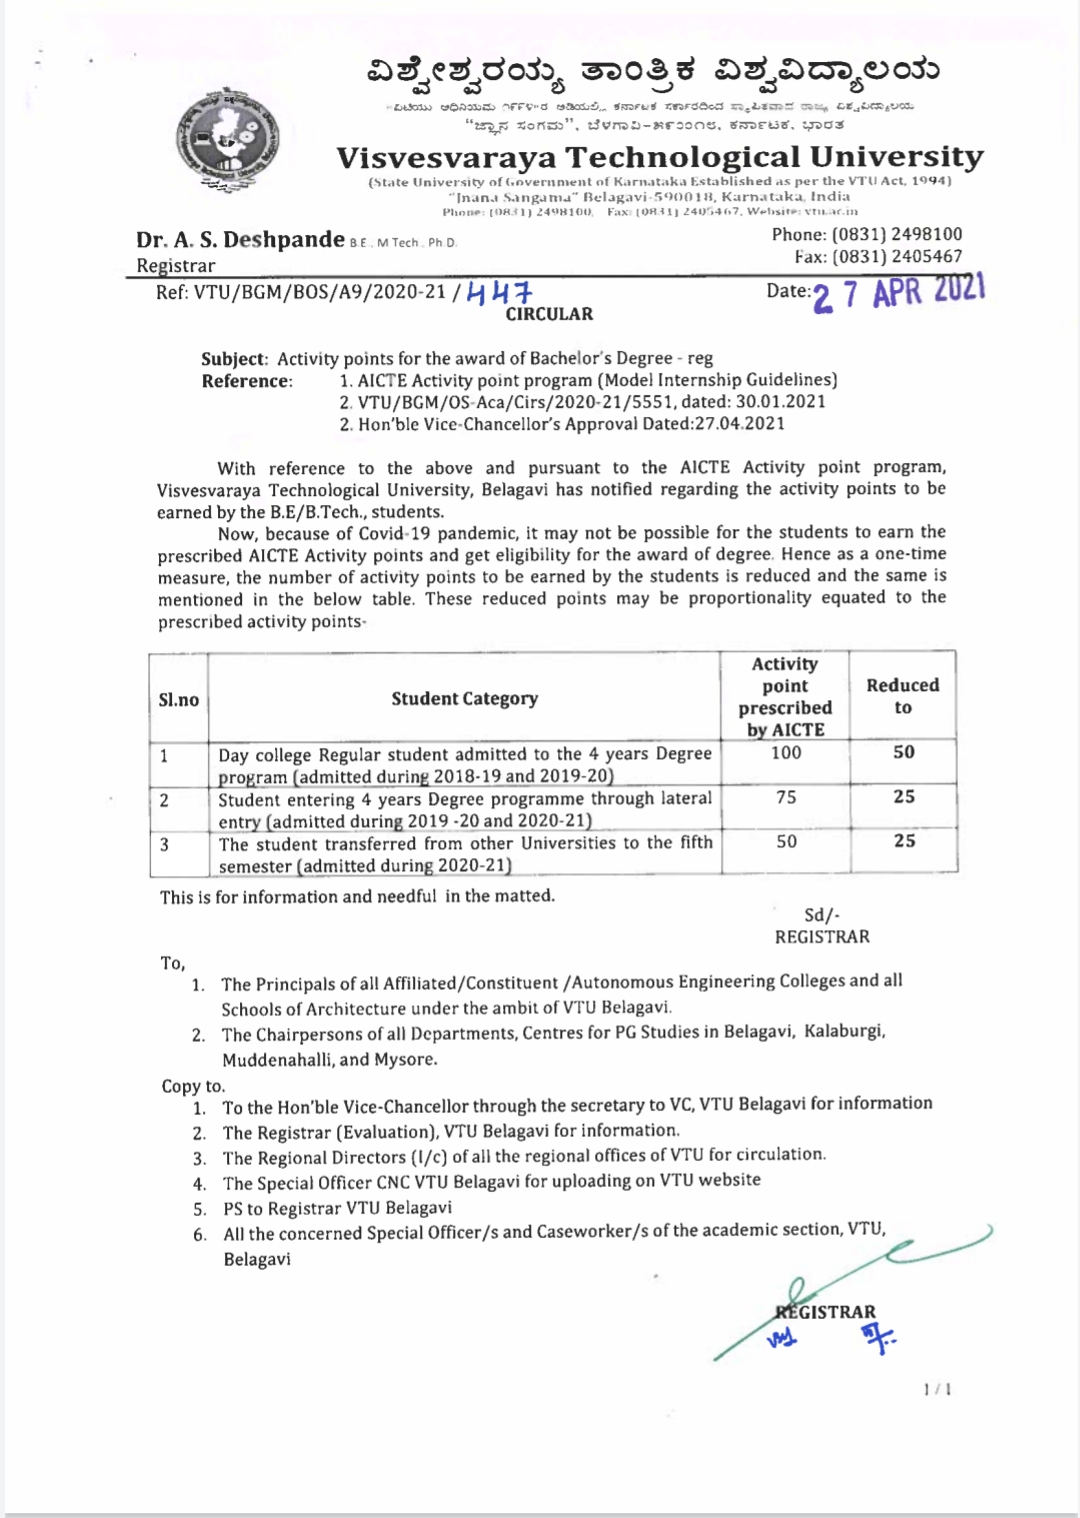 ವಿಶ್ವೇಶ್ವರಯ್ಯ ತಾಂತ್ರಿಕ ವಿಶ್ವವಿದ್ಯಾಲಯ
"ಜ್ಞಾನ ಸಂಗಮ", ಬೆಳಗಾವಿ-೫೯೦೦೧೮, ಕರ್ನಾಟಕ, ಭಾರತ
Visvesvaraya Technological University
(State University of Government of Karnataka Established as per the VTU Act, 1994)
"Jnana Sangama" Belagavi-590018, Karnataka, India
Phone: (0831) 2498100, Fax: (0831) 2405467, Website: vtu.ac.in
Dr. A. S. Deshpande B.E., M Tech., Ph.D.
Registrar
Phone: (0831) 2498100
Fax: (0831) 2405467
Ref: VTU/BGM/BOS/A9/2020-21 / 447
Date: 27 APR 2021
CIRCULAR
Subject: Activity points for the award of Bachelor's Degree - reg
Reference: 1. AICTE Activity point program (Model Internship Guidelines)
2. VTU/BGM/OS-Aca/Cirs/2020-21/5551, dated: 30.01.2021
2. Hon'ble Vice-Chancellor's Approval Dated:27.04.2021
With reference to the above and pursuant to the AICTE Activity point program,
Visvesvaraya Technological University, Belagavi has notified regarding the activity points to be
earned by the B.E/B.Tech., students.
Now, because of Covid-19 pandemic, it may not be possible for the students to earn the
prescribed AICTE Activity points and get eligibility for the award of degree. Hence as a one-time
measure, the number of activity points to be earned by the students is reduced and the same is
mentioned in the below table. These reduced points may be proportionality equated to the
prescribed activity points-
Sl.no Student Category Activity point prescribed by AICTE Reduced to
1 Day college Regular student admitted to the 4 years Degree 100 50
program (admitted during 2018-19 and 2019-20)
2 Student entering 4 years Degree programme through lateral 75 25
entry (admitted during 2019 -20 and 2020-21)
3 The student transferred from other Universities to the fifth 50 25
semester (admitted during 2020-21)
This is for information and needful in the matted.
Sd/-
REGISTRAR
To,
1. The Principals of all Affiliated/Constituent /Autonomous Engineering Colleges and all
Schools of Architecture under the ambit of VTU Belagavi.
2. The Chairpersons of all Departments, Centres for PG Studies in Belagavi, Kalaburgi,
Muddenahalli, and Mysore.
Copy to.
1. To the Hon'ble Vice-Chancellor through the secretary to VC, VTU Belagavi for information
2. The Registrar (Evaluation), VTU Belagavi for information.
3. The Regional Directors (I/c) of all the regional offices of VTU for circulation.
4. The Special Officer CNC VTU Belagavi for uploading on VTU website
5. PS to Registrar VTU Belagavi
6. All the concerned Special Officer/s and Caseworker/s of the academic section, VTU,
Belagavi
REGISTRAR
1 / 1